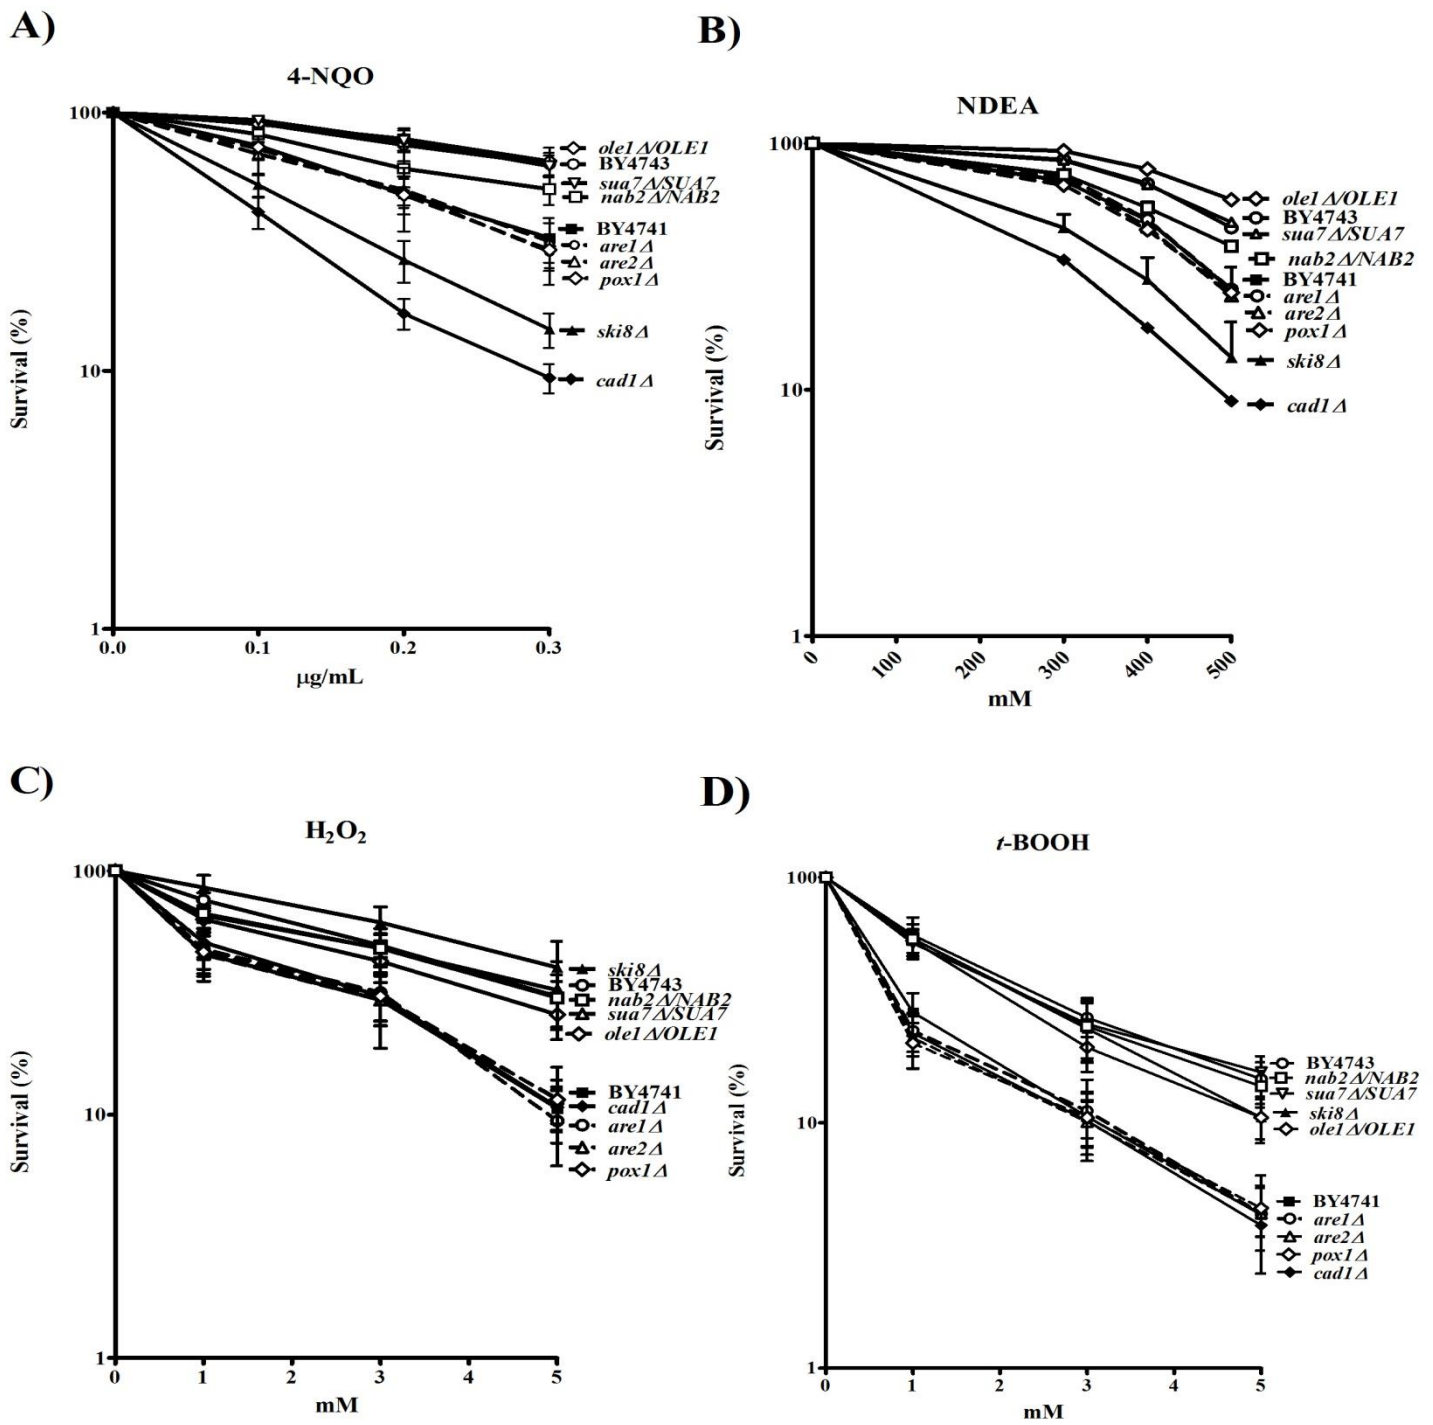 A)
4-NQO
Survival (%)
100
10
1
0.0 0.1 0.2 0.3
µg/mL
ole1Δ/OLE1
BY4743
sua7Δ/SUA7
nab2Δ/NAB2
BY4741
are1Δ
are2Δ
pox1Δ
ski8Δ
cad1Δ
B)
NDEA
Survival (%)
100
10
1
0 100 200 300 400 500
mM
ole1Δ/OLE1
BY4743
sua7Δ/SUA7
nab2Δ/NAB2
BY4741
are1Δ
are2Δ
pox1Δ
ski8Δ
cad1Δ
C)
H₂O₂
Survival (%)
100
10
1
0 1 2 3 4 5
mM
ski8Δ
BY4743
nab2Δ/NAB2
sua7Δ/SUA7
ole1Δ/OLE1
BY4741
cad1Δ
are1Δ
are2Δ
pox1Δ
D)
t-BOOH
Survival (%)
100
10
1
0 1 2 3 4 5
mM
BY4743
nab2Δ/NAB2
sua7Δ/SUA7
ski8Δ
ole1Δ/OLE1
BY4741
are1Δ
are2Δ
pox1Δ
cad1Δ